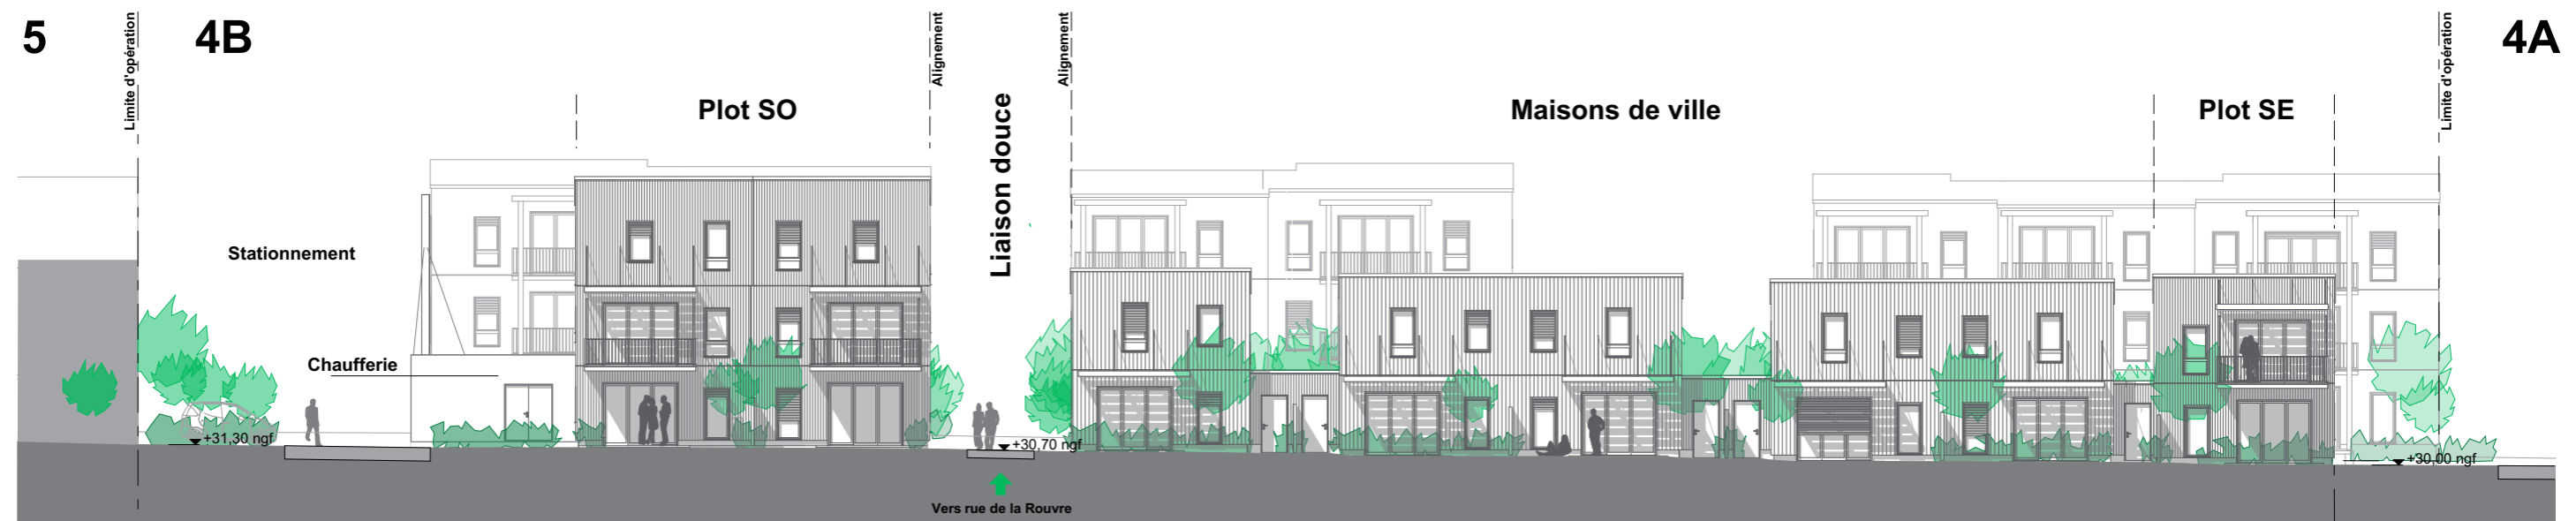 5
4B
4A
Limite d'opération
Alignement
Alignement
Limite d'opération
Plot SO
Liaison douce
Maisons de ville
Plot SE
Stationnement
Chaufferie
+31,30 ngf
+30,70 ngf
+30,00 ngf
Vers rue de la Rouvre